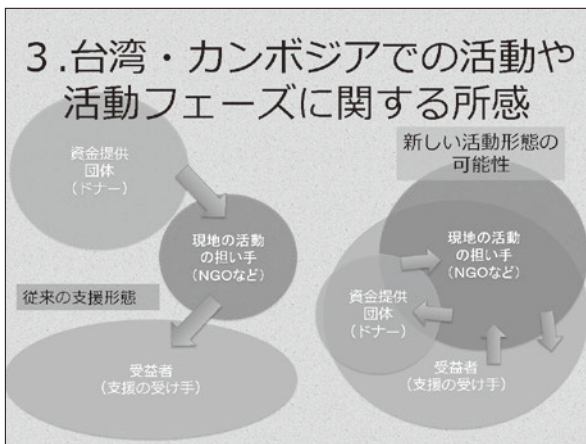 3.台湾・カンボジアでの活動や
活動フェーズに関する所感
資金提供
団体
(ドナー)
現地の活動
の担い手
(NGOなど)
従来の支援形態
受益者
(支援の受け手)
新しい活動形態の
可能性
現地の活動
の担い手
(NGOなど)
資金提供
団体
(ドナー)
受益者
(支援の受け手)